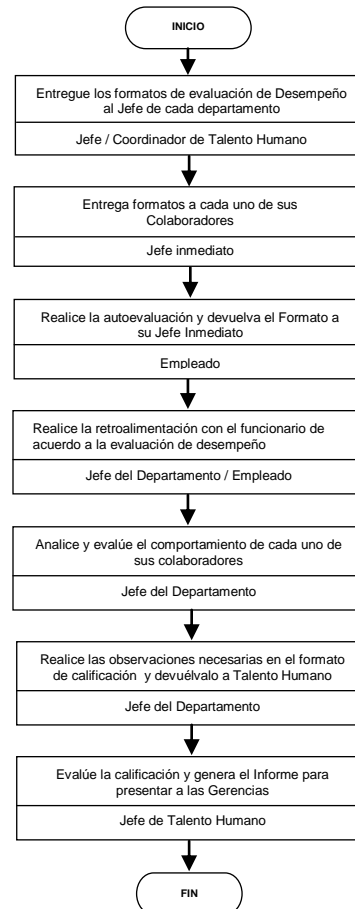 INICIO
Entregue los formatos de evaluación de Desempeño
al Jefe de cada departamento
Jefe / Coordinador de Talento Humano
Entrega formatos a cada uno de sus
Colaboradores
Jefe inmediato
Realice la autoevaluación y devuelva el Formato a
su Jefe Inmediato
Empleado
Realice la retroalimentación con el funcionario de
acuerdo a la evaluación de desempeño
Jefe del Departamento / Empleado
Analice y evalúe el comportamiento de cada uno de
sus colaboradores
Jefe del Departamento
Realice las observaciones necesarias en el formato
de calificación y devuélvalo a Talento Humano
Jefe del Departamento
Evalúe la calificación y genera el Informe para
presentar a las Gerencias
Jefe de Talento Humano
FIN